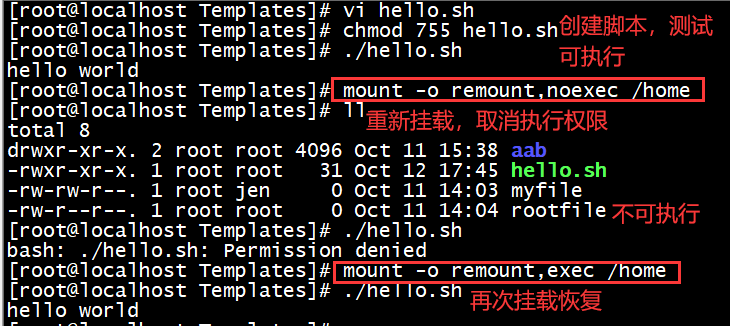 [root@localhost Templates]# vi hello.sh
[root@localhost Templates]# chmod 755 hello.sh
创建脚本，测试
可执行
[root@localhost Templates]# ./hello.sh
hello world
[root@localhost Templates]# mount -o remount,noexec /home
[root@localhost Templates]# ll
重新挂载，取消执行权限
total 8
drwxr-xr-x. 2 root root 4096 Oct 11 15:38 aab
-rwxr-xr-x. 1 root root   31 Oct 12 17:45 hello.sh
-rw-rw-r--. 1 root jen     0 Oct 11 14:03 myfile
-rw-r--r--. 1 root root    0 Oct 11 14:04 rootfile
不可执行
[root@localhost Templates]# ./hello.sh
bash: ./hello.sh: Permission denied
[root@localhost Templates]# mount -o remount,exec /home
[root@localhost Templates]# ./hello.sh
再次挂载恢复
hello world